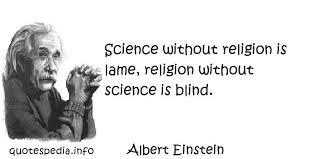 Science without religion is
lame, religion without
science is blind.
Albert Einstein
quotespedia.info